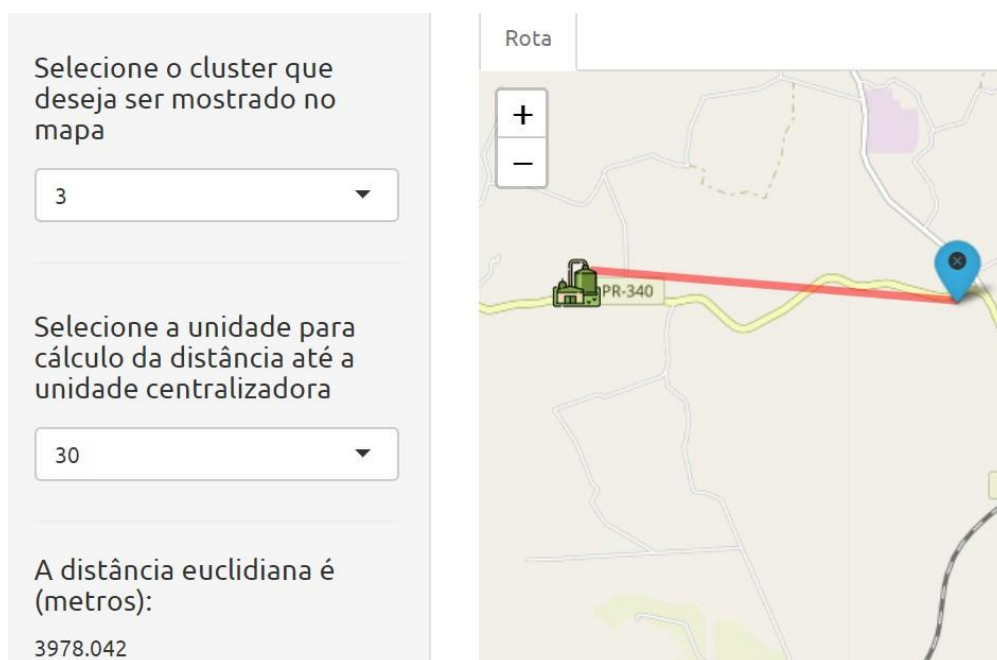 Selecione o cluster que
deseja ser mostrado no
mapa
3
Selecione a unidade para
cálculo da distância até a
unidade centralizadora
30
A distância euclidiana é
(metros):
3978.042
Rota
+
−
PR-340